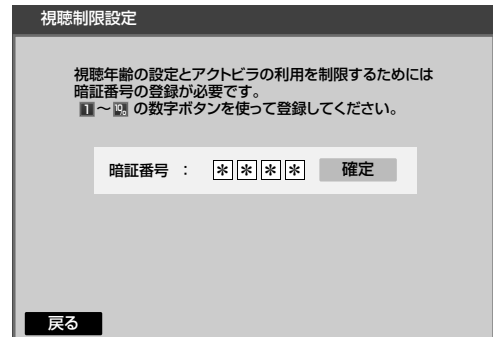 視聴制限設定
視聴年齢の設定とアクトビラの利用を制限するためには
暗証番号の登録が必要です。
1～10 の数字ボタンを使って登録してください。
暗証番号 ： ＊＊＊＊ 確定
戻る